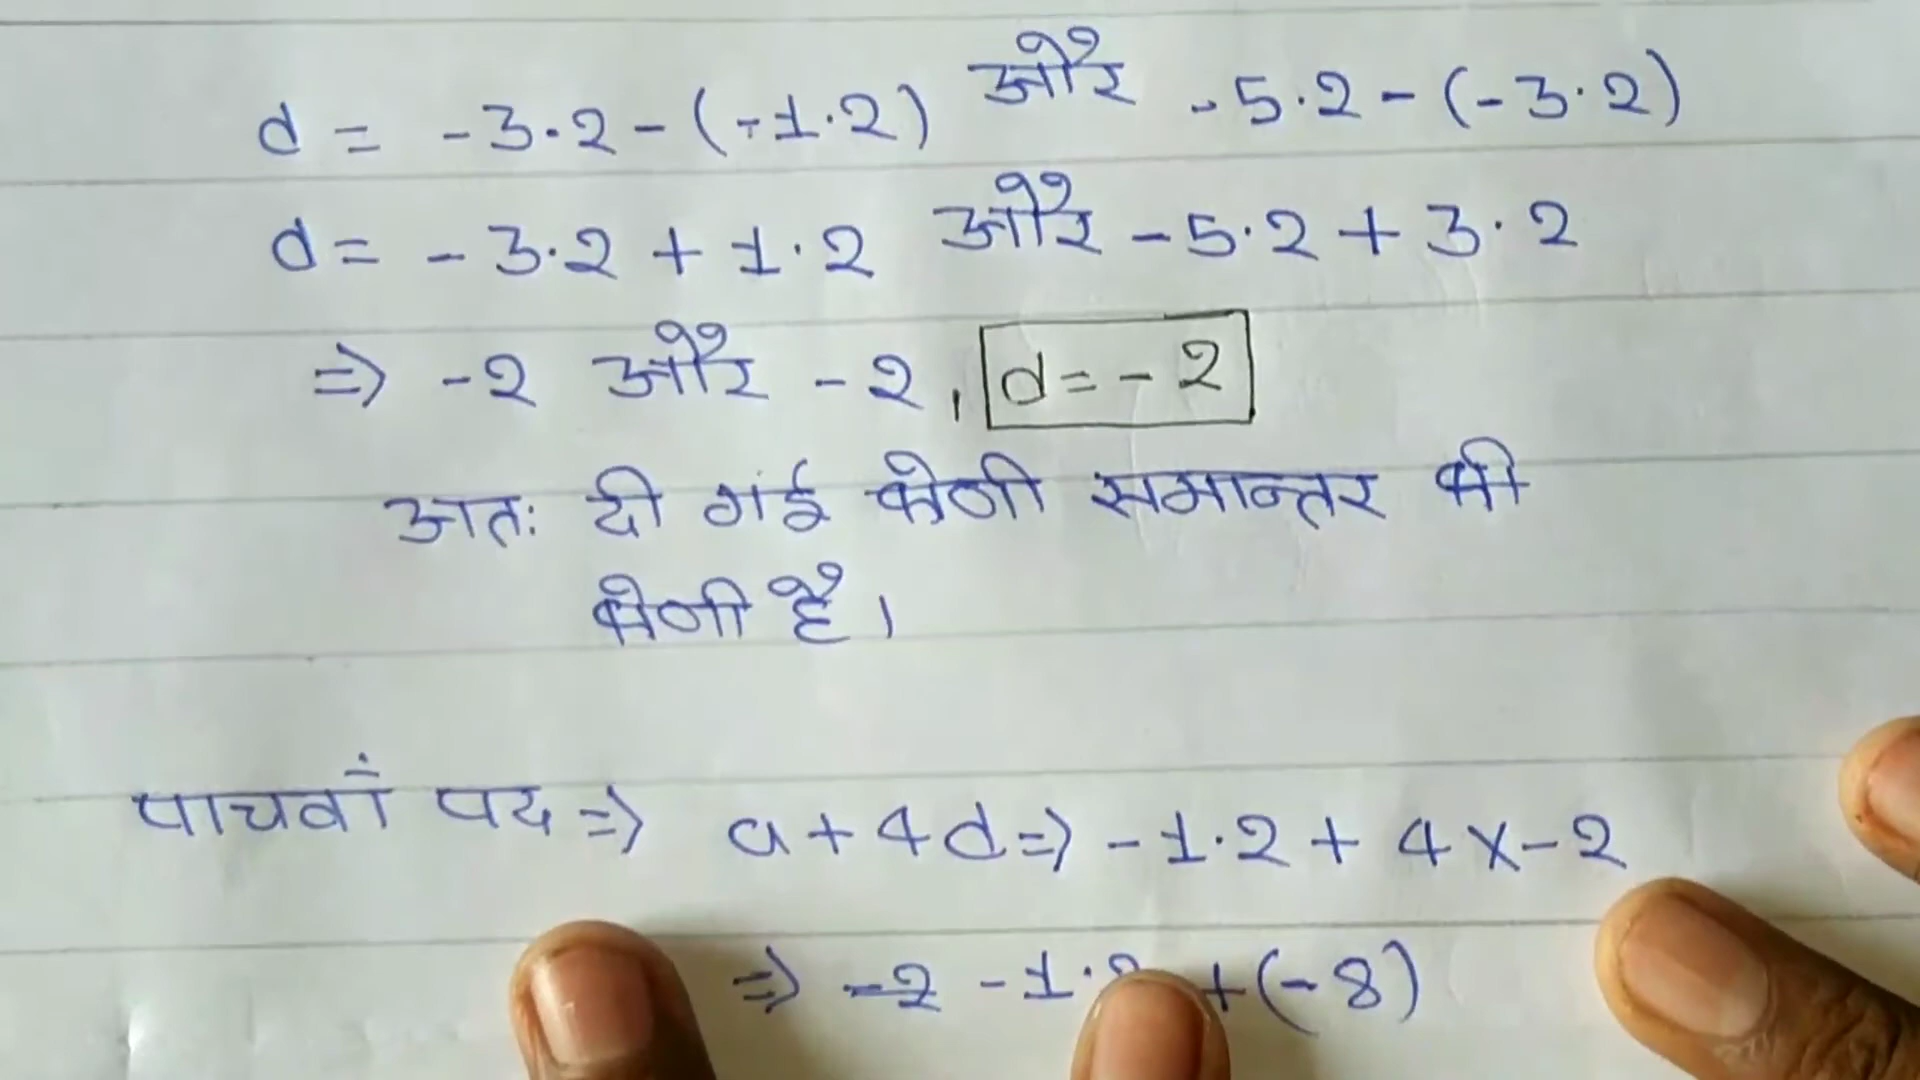 d = -3.2 - (-1.2) और -5.2 - (-3.2)
d = -3.2 + 1.2 और -5.2 + 3.2
=> -2 और -2, d = -2
अतः दी गई श्रेणी समान्तर श्री
श्रेणी है।
पाचवाँ पद => a + 4d => -1.2 + 4 x -2
=> -2 -1.2 + (-8)